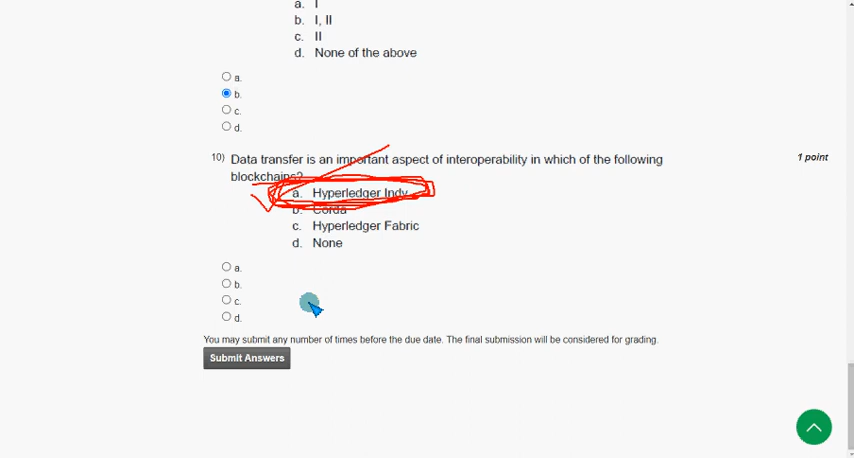 a. I
b. I, II
c. II
d. None of the above
a.
b.
c.
d.
10) Data transfer is an important aspect of interoperability in which of the following 1 point
blockchains?
a. Hyperledger Indy
b. Corda
c. Hyperledger Fabric
d. None
a.
b.
c.
d.
You may submit any number of times before the due date. The final submission will be considered for grading.
Submit Answers